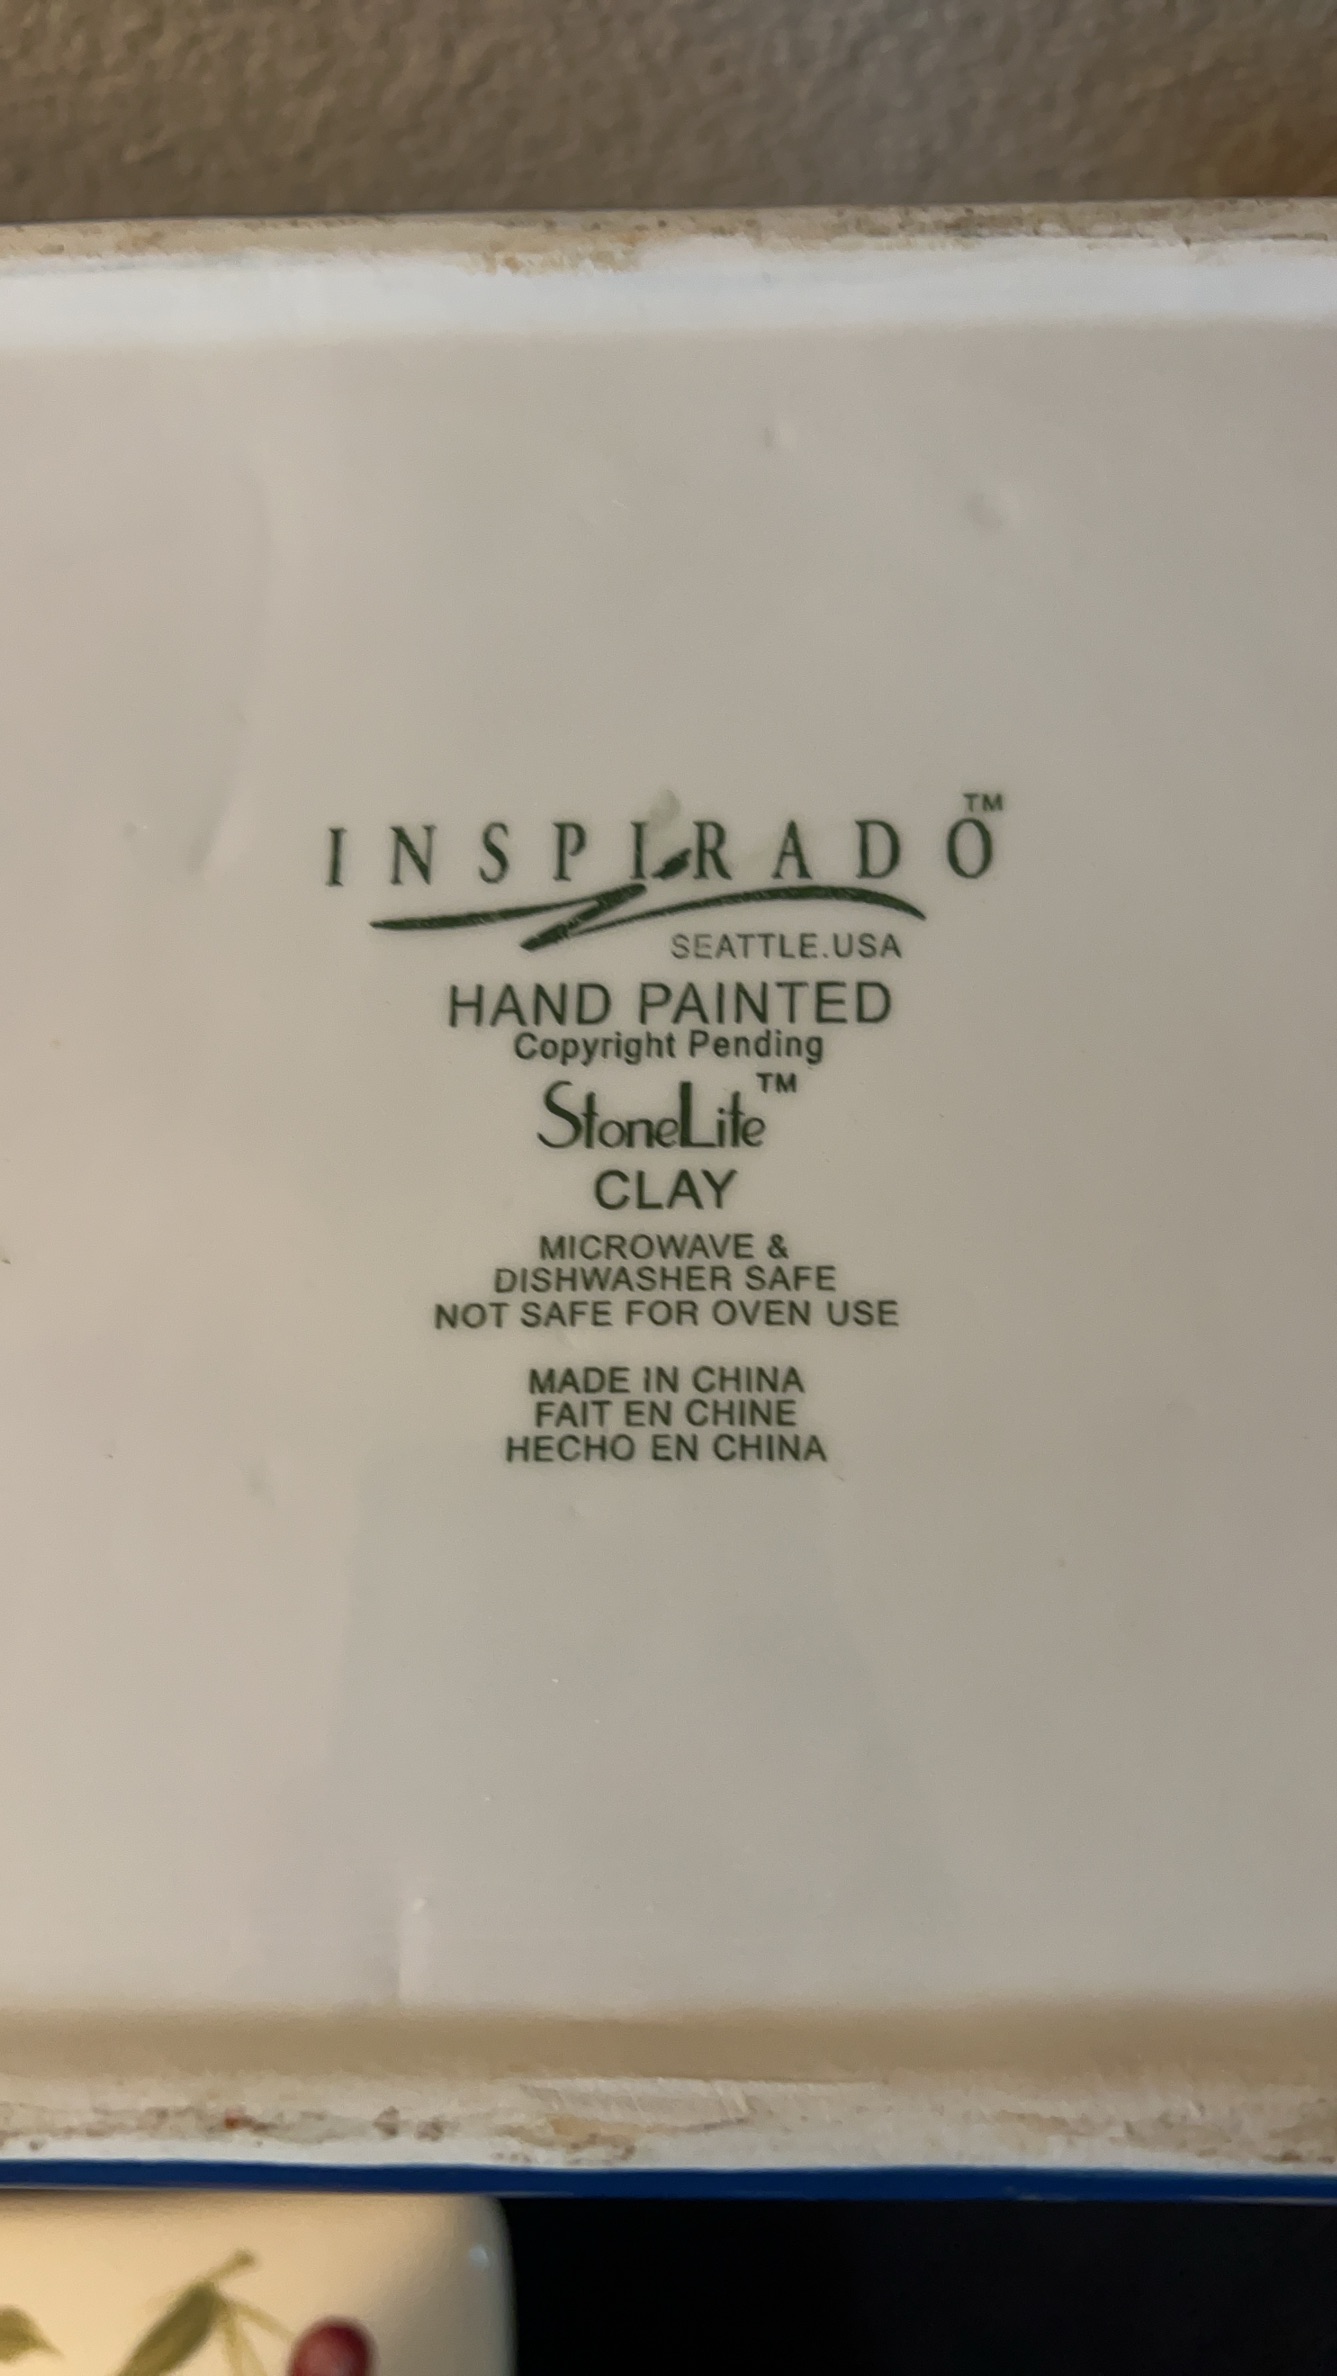 INSPIRADO™
SEATTLE.USA
HAND PAINTED
Copyright Pending
StoneLite™
CLAY
MICROWAVE &
DISHWASHER SAFE
NOT SAFE FOR OVEN USE
MADE IN CHINA
FAIT EN CHINE
HECHO EN CHINA